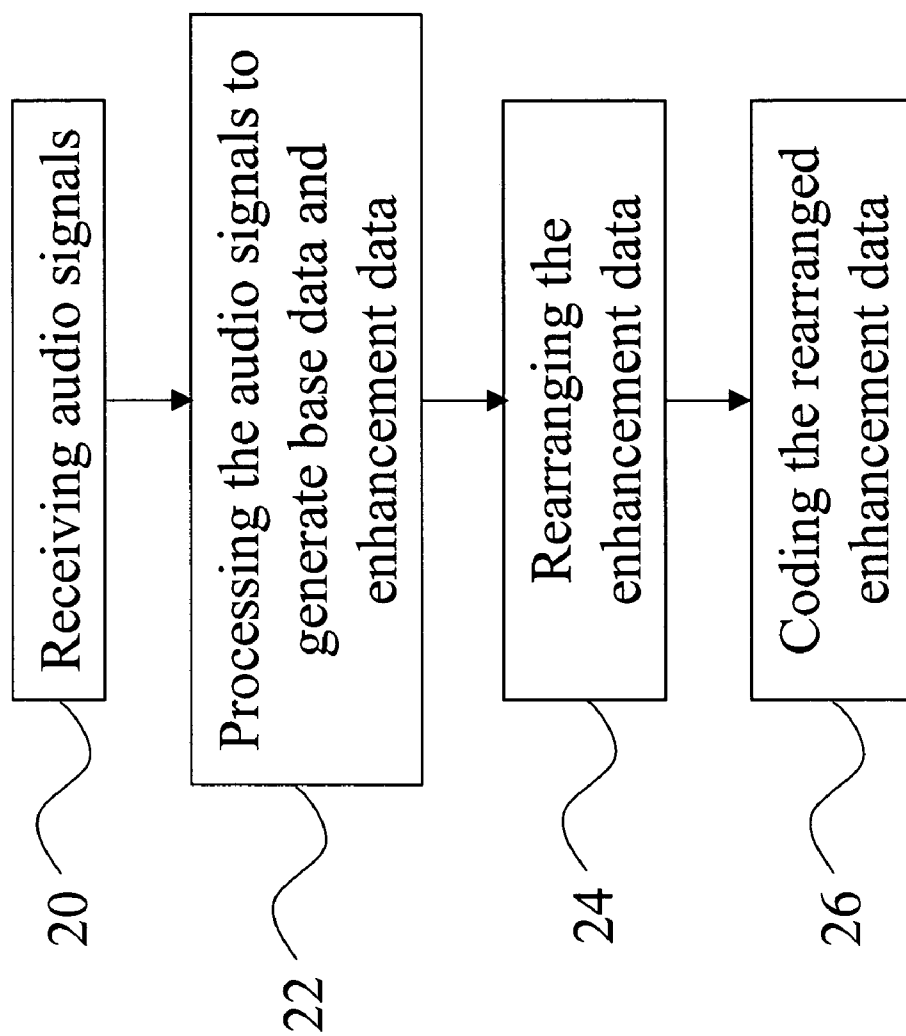 20
Receiving audio signals
22
Processing the audio signals to
generate base data and
enhancement data
24
Rearranging the
enhancement data
26
Coding the rearranged
enhancement data